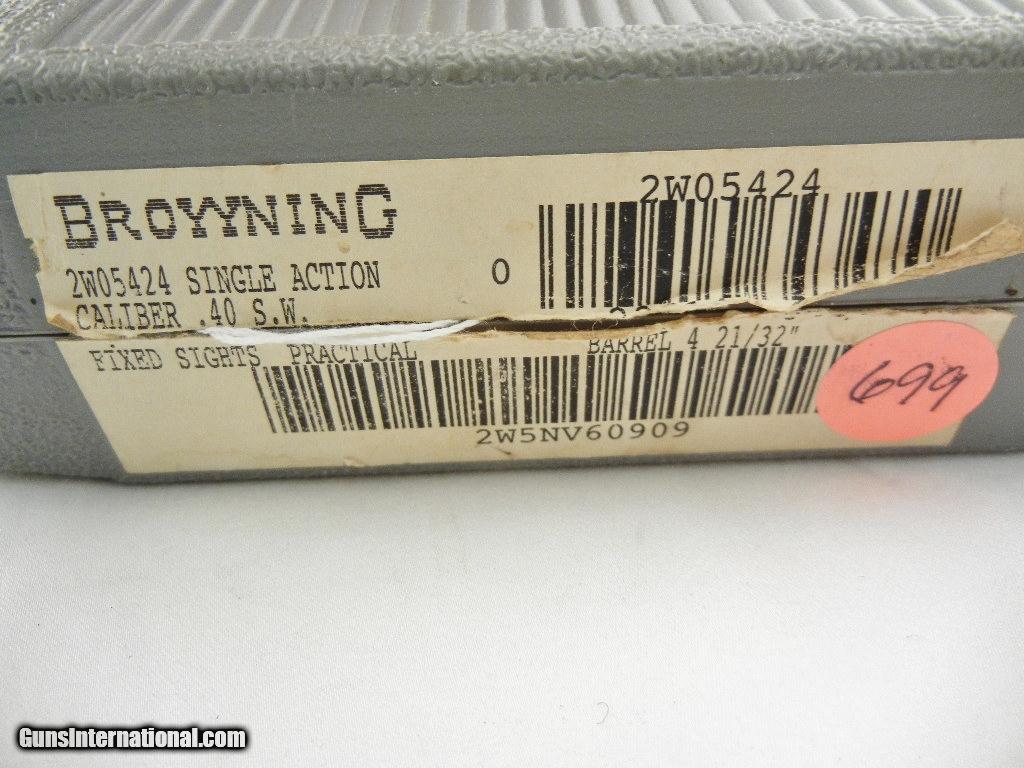 BROWNING
2W05424
2W05424 SINGLE ACTION
0
CALIBER .40 S.W.
FIXED SIGHTS PRACTICAL
BARREL 4 21/32"
2W5NV60909
699
GunsInternational.com